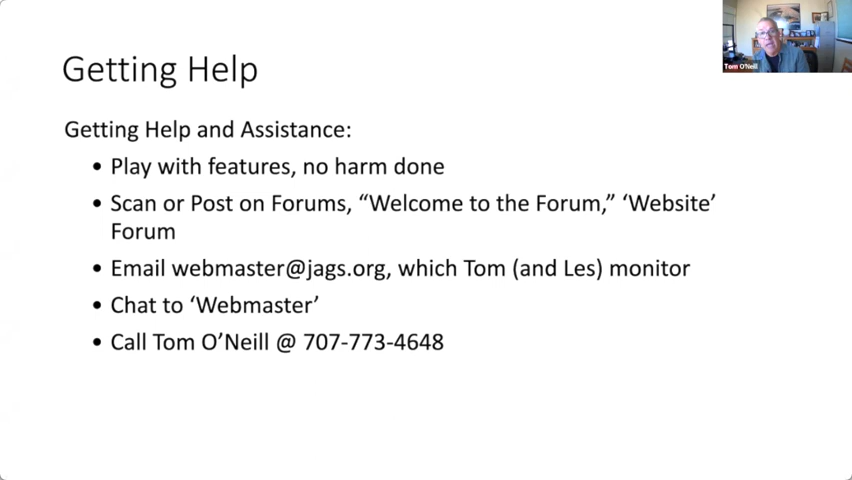 Getting Help
Tom O'Neill
Getting Help and Assistance:
• Play with features, no harm done
• Scan or Post on Forums, “Welcome to the Forum,” ‘Website’
Forum
• Email webmaster@jags.org, which Tom (and Les) monitor
• Chat to ‘Webmaster’
• Call Tom O’Neill @ 707-773-4648